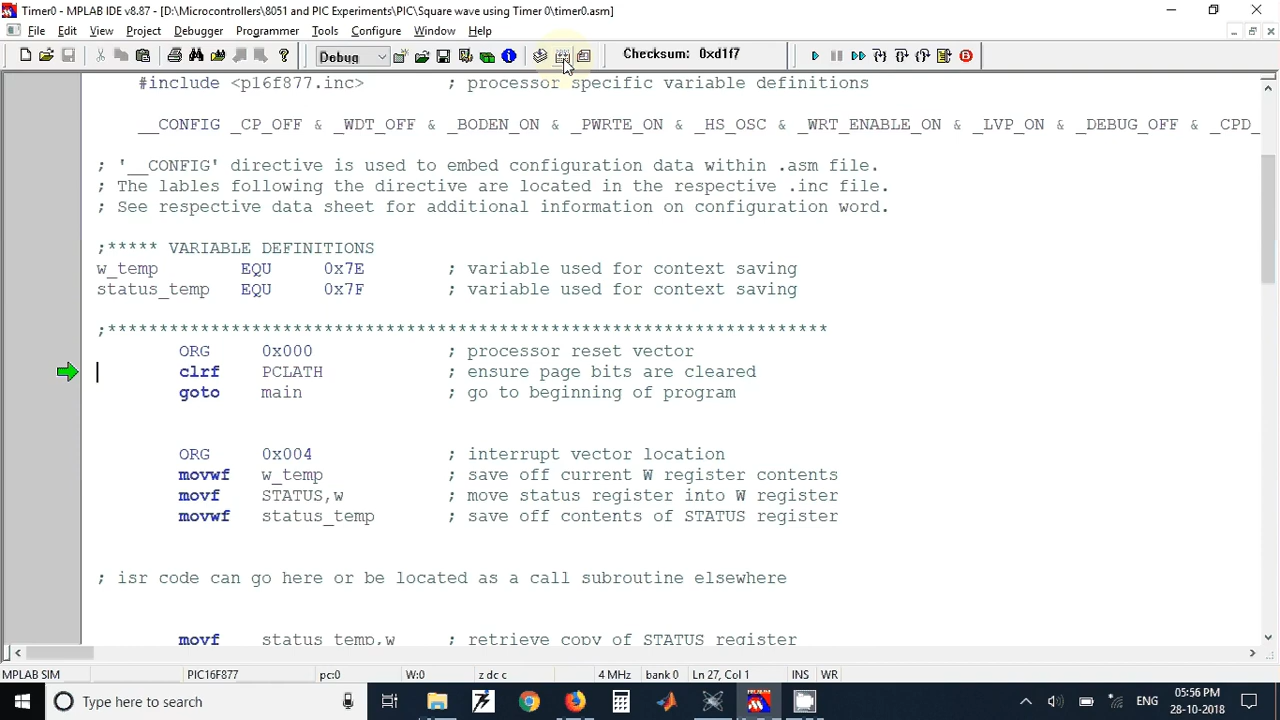 Timer0 - MPLAB IDE v8.87 - [D:\Microcontrollers\8051 and PIC Experiments\PIC\Square wave using Timer 0\timer0.asm]
File Edit View Project Debugger Programmer Tools Configure Window Help
Debug Checksum: 0xd1f7
#include <p16f877.inc> ; processor specific variable definitions
__CONFIG _CP_OFF & _WDT_OFF & _BODEN_ON & _PWRTE_ON & _HS_OSC & _WRT_ENABLE_ON & _LVP_ON & _DEBUG_OFF & _CPD_
; '__CONFIG' directive is used to embed configuration data within .asm file.
; The lables following the directive are located in the respective .inc file.
; See respective data sheet for additional information on configuration word.
;***** VARIABLE DEFINITIONS
w_temp EQU 0x7E ; variable used for context saving
status_temp EQU 0x7F ; variable used for context saving
;**********************************************************************
ORG 0x000 ; processor reset vector
clrf PCLATH ; ensure page bits are cleared
goto main ; go to beginning of program
ORG 0x004 ; interrupt vector location
movwf w_temp ; save off current W register contents
movf STATUS,w ; move status register into W register
movwf status_temp ; save off contents of STATUS register
; isr code can go here or be located as a call subroutine elsewhere
movf status_temp,w ; retrieve copy of STATUS register
MPLAB SIM PIC16F877 pc:0 W:0 z dc c 4 MHz bank 0 Ln 27, Col 1 INS WR
Type here to search ENG 05:56 PM
28-10-2018